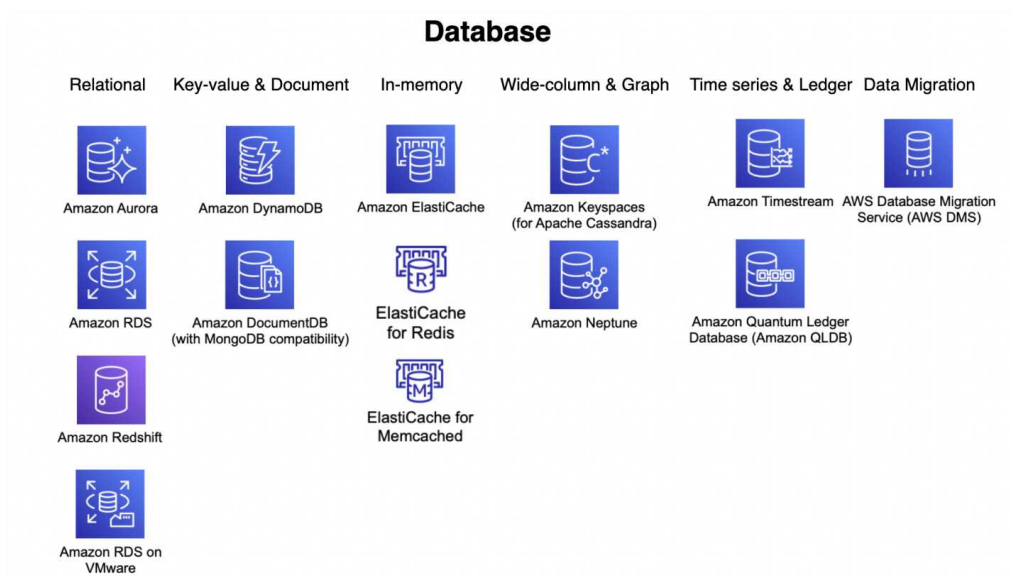 Database
Relational
Key-value & Document
In-memory
Wide-column & Graph
Time series & Ledger
Data Migration
Amazon Aurora
Amazon DynamoDB
Amazon ElastiCache
Amazon Keyspaces
(for Apache Cassandra)
Amazon Timestream
AWS Database Migration
Service (AWS DMS)
Amazon RDS
Amazon DocumentDB
(with MongoDB compatibility)
R
ElastiCache
for Redis
Amazon Neptune
Amazon Quantum Ledger
Database (Amazon QLDB)
Amazon Redshift
M
ElastiCache for
Memcached
Amazon RDS on
VMware